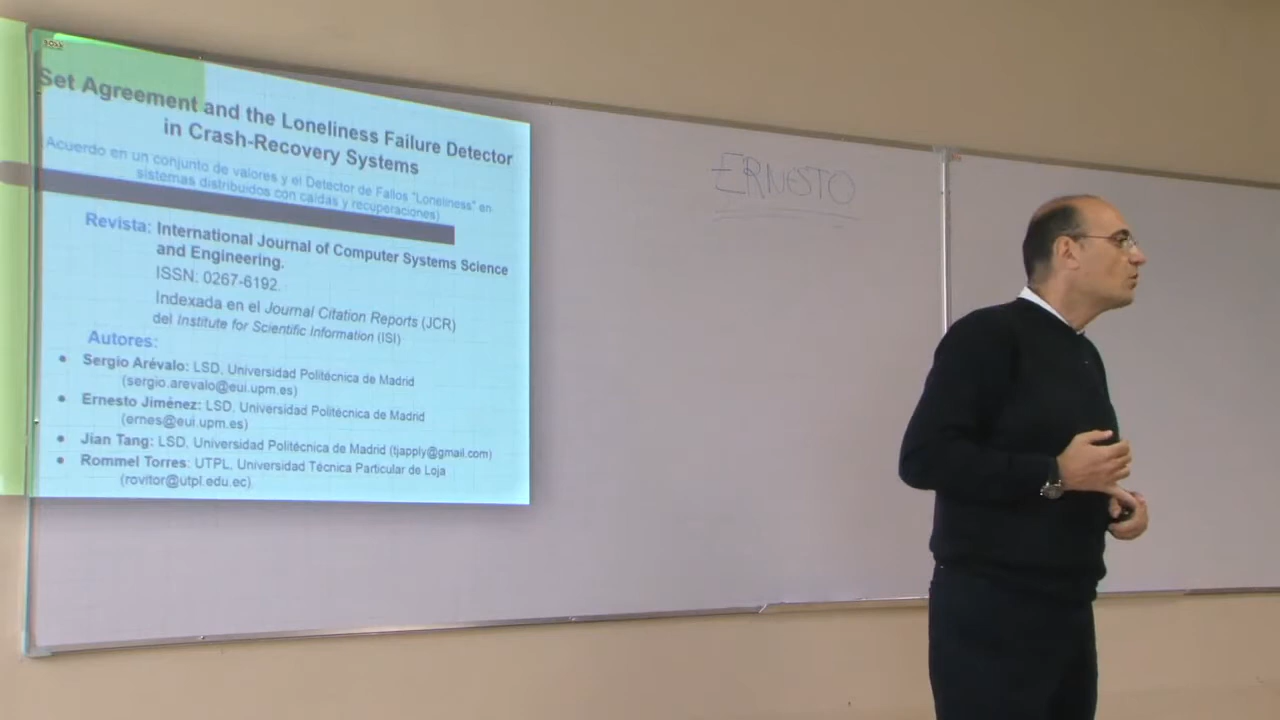 Set Agreement and the Loneliness Failure Detector
in Crash-Recovery Systems
Acuerdo en un conjunto de valores y el Detector de Fallos "Loneliness" en
sistemas distribuidos con caídas y recuperaciones)
Revista: International Journal of Computer Systems Science
and Engineering.
ISSN: 0267-6192.
Indexada en el Journal Citation Reports (JCR)
del Institute for Scientific Information (ISI)
Autores:
• Sergio Arévalo: LSD, Universidad Politécnica de Madrid
(sergio.arevalo@eui.upm.es)
• Ernesto Jiménez: LSD, Universidad Politécnica de Madrid
(ernes@eui.upm.es)
• Jian Tang: LSD, Universidad Politécnica de Madrid (tjapply@gmail.com)
• Rommel Torres: UTPL, Universidad Técnica Particular de Loja
(rovitor@utpl.edu.ec)
ERNESTO